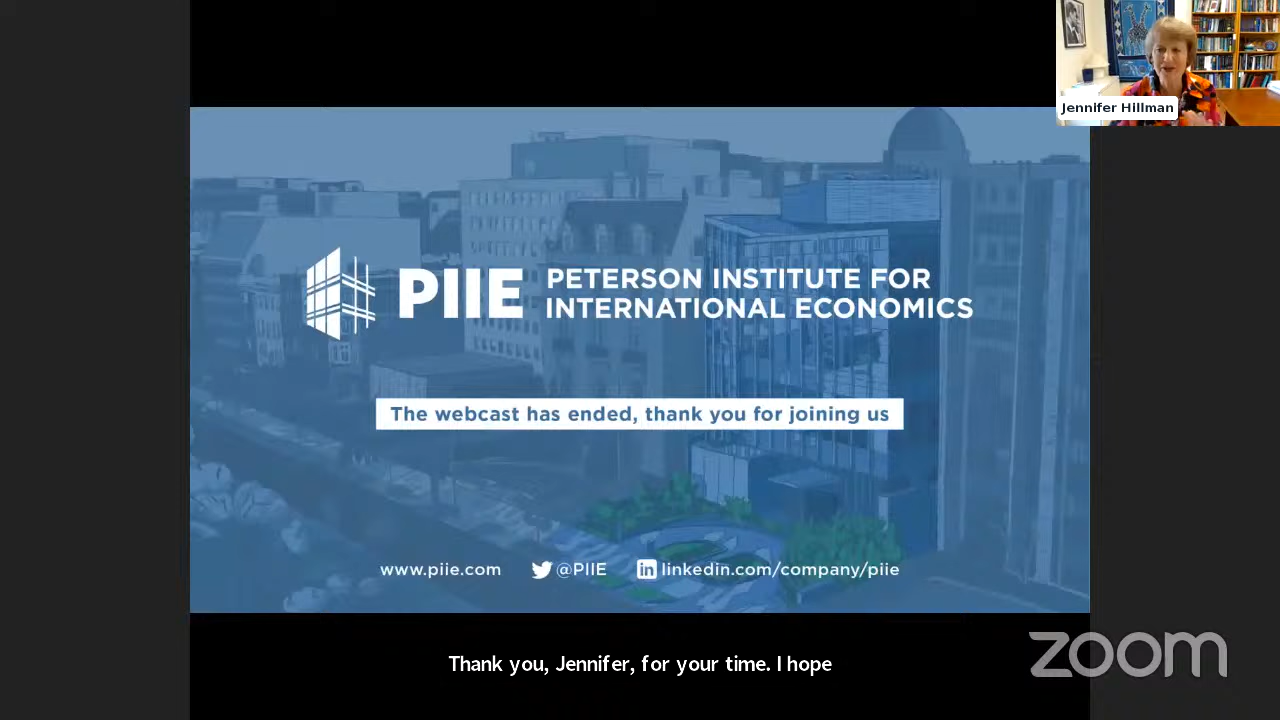 Jennifer Hillman
PIIE
PETERSON INSTITUTE FOR
INTERNATIONAL ECONOMICS
The webcast has ended, thank you for joining us
www.piie.com
@PIIE
in linkedin.com/company/piie
Thank you, Jennifer, for your time. I hope
zoom